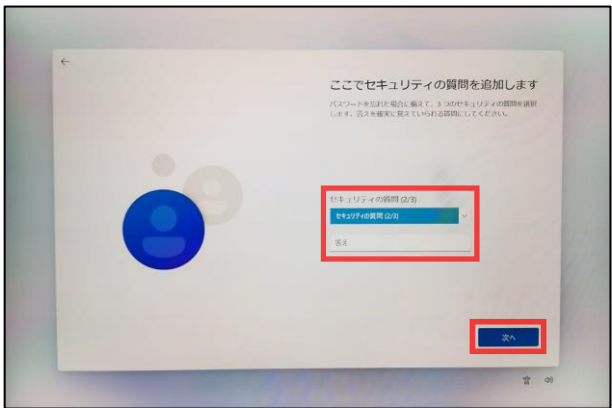 ここでセキュリティの質問を追加します
パスワードを忘れた場合に備えて、3 つのセキュリティの質問を選択
します。答えを確実に覚えていられる質問にしてください。
セキュリティの質問 (2/3)
セキュリティの質問 (2/3)
答え
次へ